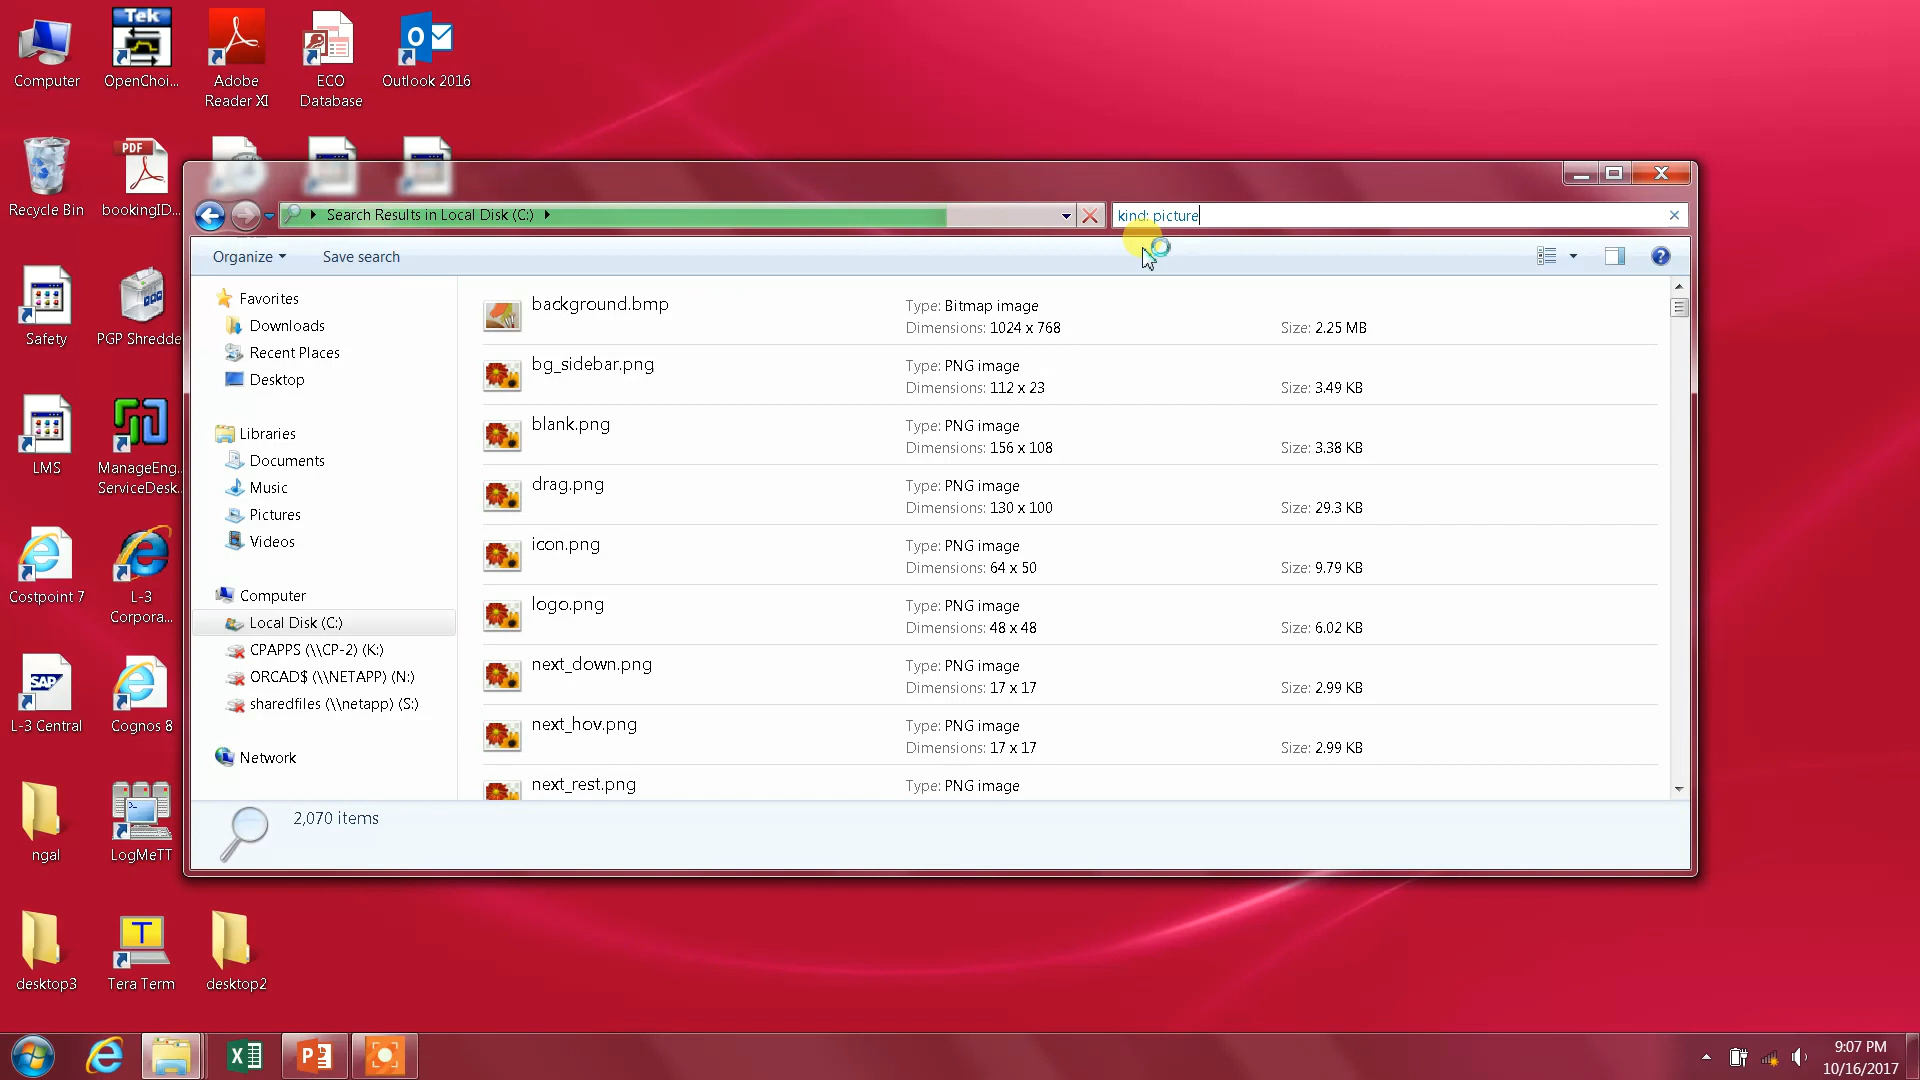 Tek
Computer
OpenChoi...
Adobe
Reader XI
ECO
Database
Outlook 2016
PDF
Recycle Bin
bookingID...
Search Results in Local Disk (C:)
kind: picture
Organize
Save search
Safety
PGP Shredde
LMS
ManageEng...
ServiceDesk...
Costpoint 7
L-3
Corpora...
SAP
L-3 Central
Cognos 8
ngal
LogMeTT
desktop3
T
Tera Term
desktop2
Favorites
Downloads
Recent Places
Desktop
Libraries
Documents
Music
Pictures
Videos
Computer
Local Disk (C:)
CPAPPS (\\CP-2) (K:)
ORCAD$ (\\NETAPP) (N:)
sharedfiles (\\netapp) (S:)
Network
background.bmp
Type: Bitmap image
Dimensions: 1024 x 768
Size: 2.25 MB
bg_sidebar.png
Type: PNG image
Dimensions: 112 x 23
Size: 3.49 KB
blank.png
Type: PNG image
Dimensions: 156 x 108
Size: 3.38 KB
drag.png
Type: PNG image
Dimensions: 130 x 100
Size: 29.3 KB
icon.png
Type: PNG image
Dimensions: 64 x 50
Size: 9.79 KB
logo.png
Type: PNG image
Dimensions: 48 x 48
Size: 6.02 KB
next_down.png
Type: PNG image
Dimensions: 17 x 17
Size: 2.99 KB
next_hov.png
Type: PNG image
Dimensions: 17 x 17
Size: 2.99 KB
next_rest.png
Type: PNG image
2,070 items
9:07 PM
10/16/2017